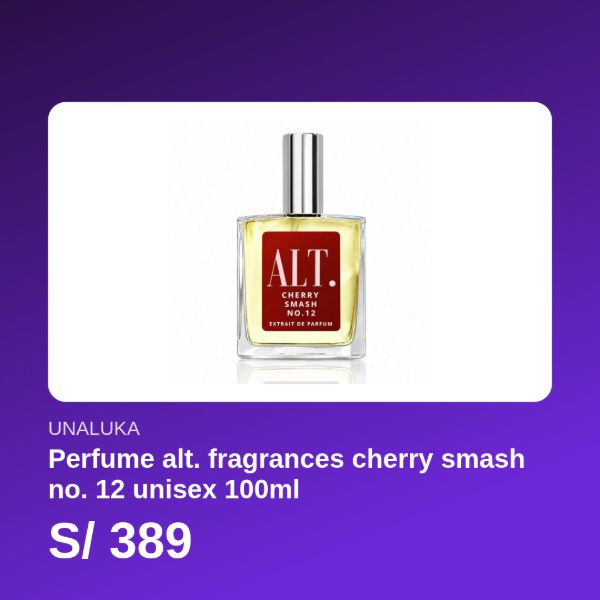 ALT.
CHERRY
SMASH
NO.12
EXTRAIT DE PARFUM
UNALUKA
Perfume alt. fragrances cherry smash
no. 12 unisex 100ml
S/ 389